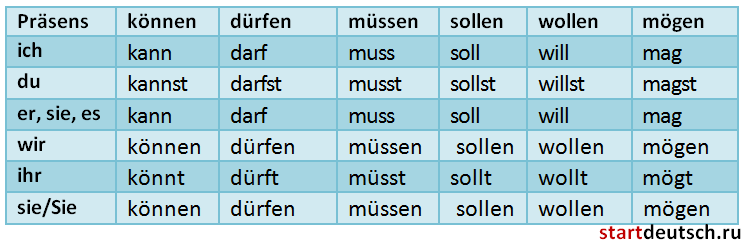 Präsens können dürfen müssen sollen wollen mögen
ich kann darf muss soll will mag
du kannst darfst musst sollst willst magst
er, sie, es kann darf muss soll will mag
wir können dürfen müssen sollen wollen mögen
ihr könnt dürft müsst sollt wollt mögt
sie/Sie können dürfen müssen sollen wollen mögen
startdeutsch.ru